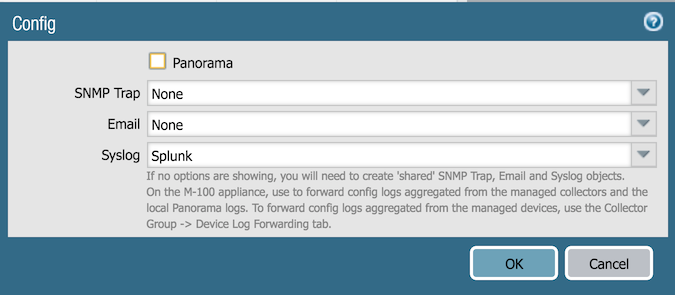 Config
?
Panorama
SNMP Trap None
Email None
Syslog Splunk
If no options are showing, you will need to create 'shared' SNMP Trap, Email and Syslog objects.
On the M-100 appliance, use to forward config logs aggregated from the managed collectors and the
local Panorama logs. To forward config logs aggregated from the managed devices, use the Collector
Group -> Device Log Forwarding tab.
OK Cancel